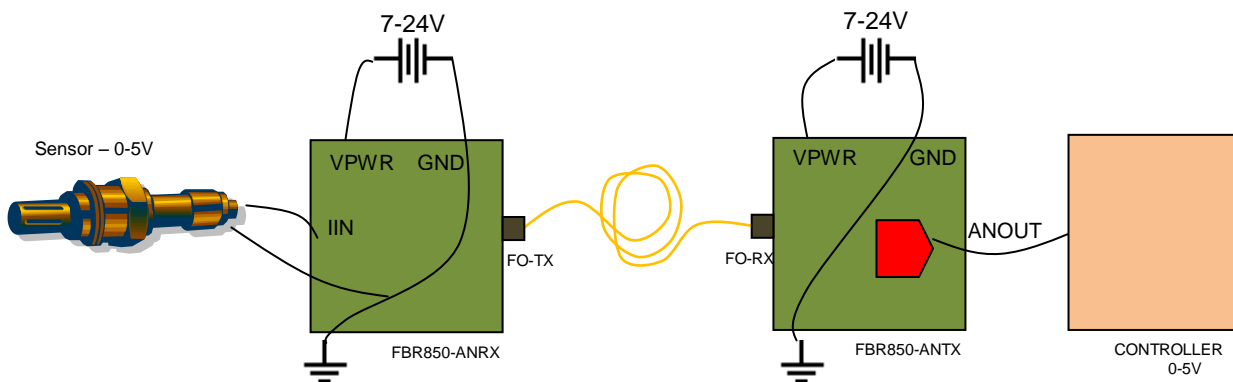 7-24V
7-24V
Sensor – 0-5V
VPWR
GND
VPWR
GND
IIN
ANOUT
FO-TX
FO-RX
FBR850-ANRX
FBR850-ANTX
CONTROLLER
0-5V